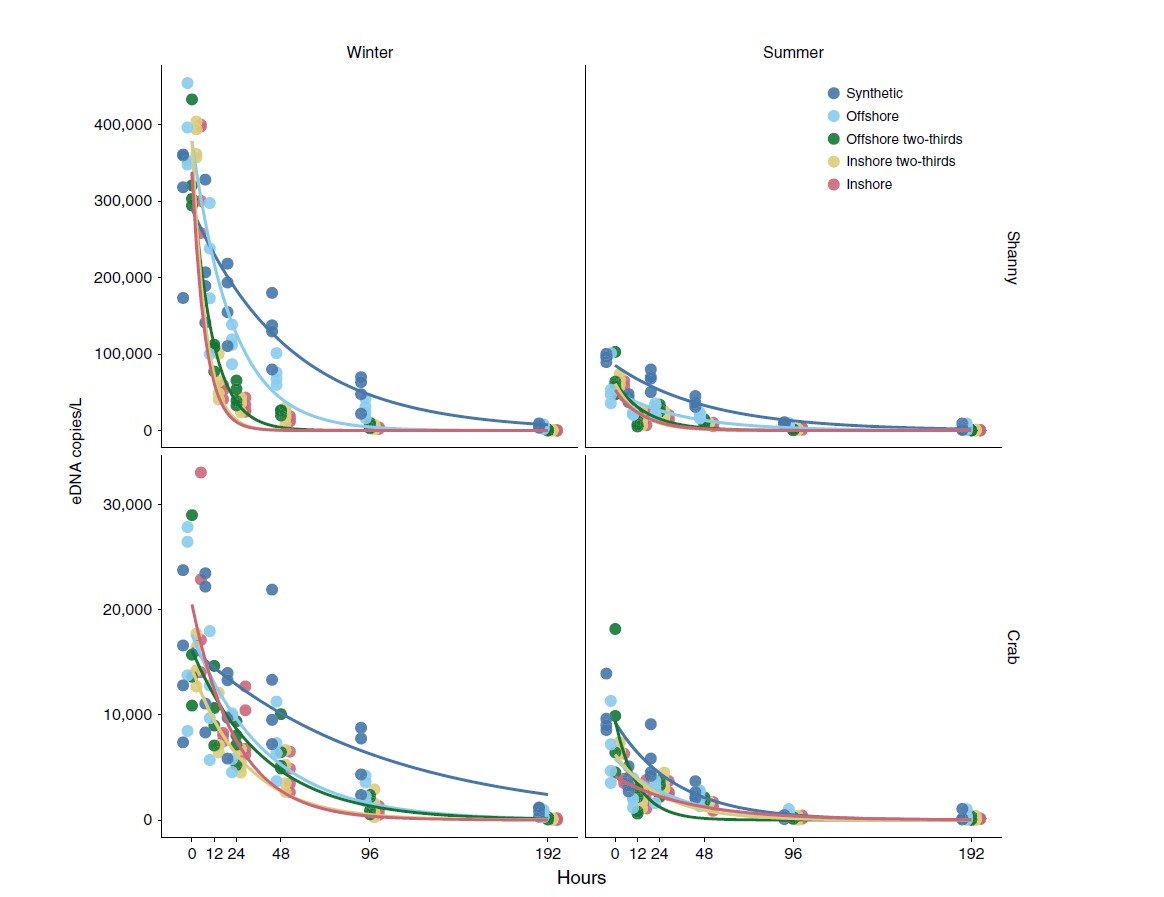 Winter
Summer
Synthetic
Offshore
Offshore two-thirds
Inshore two-thirds
Inshore
400,000
300,000
200,000
100,000
0
Shanny
eDNA copies/L
30,000
20,000
10,000
0
Crab
0 12 24 48 96 192
0 12 24 48 96 192
Hours